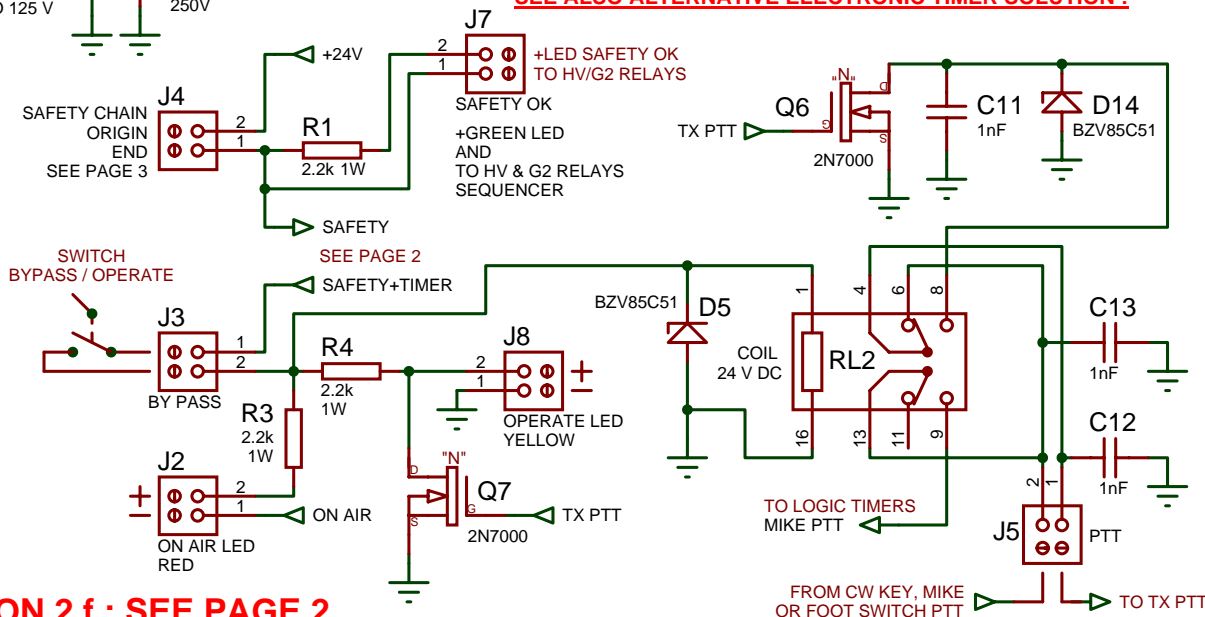 125 V
250V
SEE ALSO ALTERNATIVE ELECTRONIC TIMER SOLUTION !
J7
+24V
2
1
+LED SAFETY OK
TO HV/G2 RELAYS
SAFETY OK
+GREEN LED
AND
TO HV & G2 RELAYS
SEQUENCER
J4
SAFETY CHAIN
ORIGIN
END
SEE PAGE 3
2
1
R1
2.2k 1W
SAFETY
"N"
D
G
S
Q6
TX PTT
2N7000
C11
1nF
D14
BZV85C51
SWITCH
BYPASS / OPERATE
SEE PAGE 2
SAFETY+TIMER
J3
1
2
BY PASS
R4
2.2k
1W
J8
2
1
+
–
OPERATE LED
YELLOW
R3
2.2k
1W
J2
+
–
2
1
ON AIR LED
RED
ON AIR
"N"
D
S
G
Q7
2N7000
TX PTT
BZV85C51
D5
COIL
24 V DC
RL2
1
4
6
8
16
13
11
9
C13
1nF
C12
1nF
TO LOGIC TIMERS
MIKE PTT
2
1
J5
PTT
FROM CW KEY, MIKE
OR FOOT SWITCH PTT
TO TX PTT
ON 2 f : SEE PAGE 2